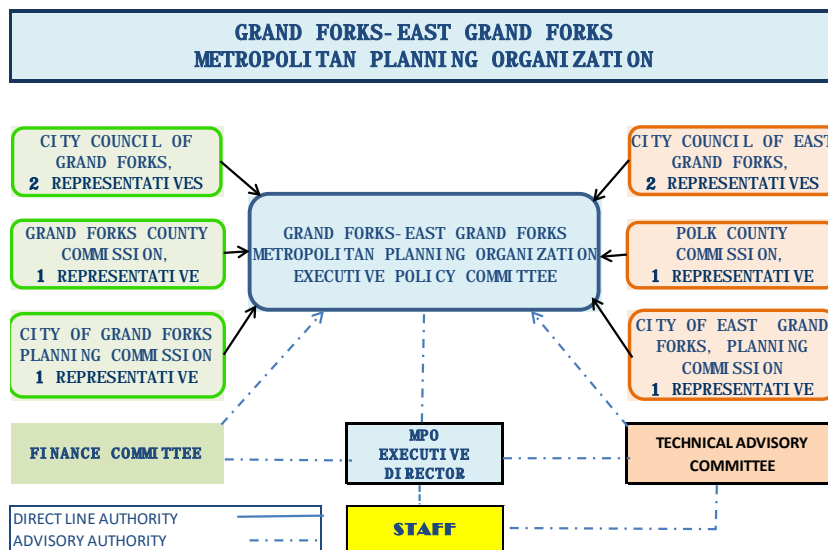 GRAND FORKS-EAST GRAND FORKS
METROPOLITAN PLANNING ORGANIZATION
CITY COUNCIL OF
GRAND FORKS,
2 REPRESENTATIVES
CITY COUNCIL OF EAST
GRAND FORKS,
2 REPRESENTATIVES
GRAND FORKS COUNTY
COMMISSION,
1 REPRESENTATIVE
GRAND FORKS-EAST GRAND FORKS
METROPOLITAN PLANNING ORGANIZATION
EXECUTIVE POLICY COMMITTEE
POLK COUNTY
COMMISSION,
1 REPRESENTATIVE
CITY OF GRAND FORKS
PLANNING COMMISSION
1 REPRESENTATIVE
CITY OF EAST GRAND
FORKS, PLANNING
COMMISSION
1 REPRESENTATIVE
FINANCE COMMITTEE
MPO
EXECUTIVE
DIRECTOR
TECHNICAL ADVISORY
COMMITTEE
DIRECT LINE AUTHORITY
ADVISORY AUTHORITY
STAFF